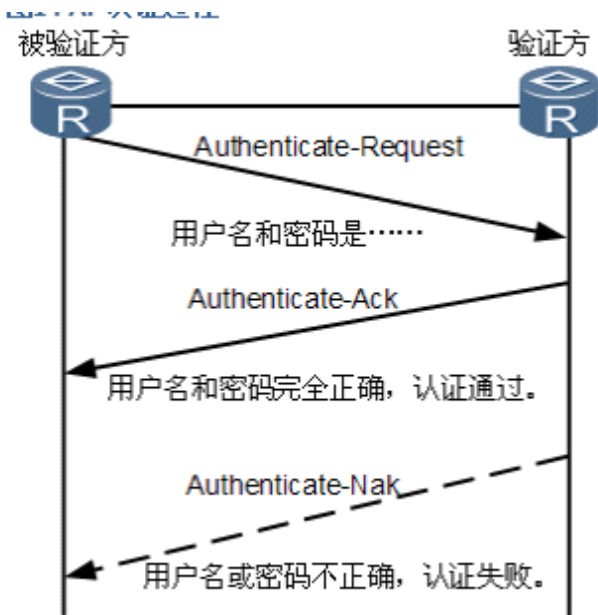 被验证方
验证方
R
R
Authenticate-Request
用户名和密码是……
Authenticate-Ack
用户名和密码完全正确，认证通过。
Authenticate-Nak
用户名或密码不正确，认证失败。